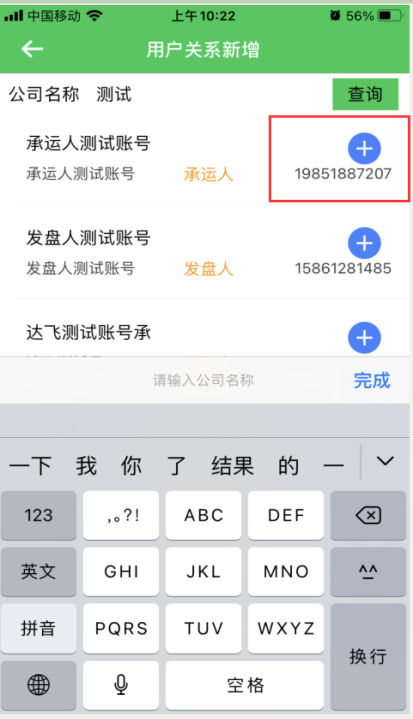 中国移动 上午10:22 56%
用户关系新增
公司名称 测试 查询
承运人测试账号
承运人测试账号 承运人 19851887207
发盘人测试账号
发盘人测试账号 发盘人 15861281485
达飞测试账号承
请输入公司名称 完成
一下 我 你 了 结果 的 一
123 ,。?! ABC DEF
英文 GHI JKL MNO ^^
拼音 PQRS TUV WXYZ
换行
空格